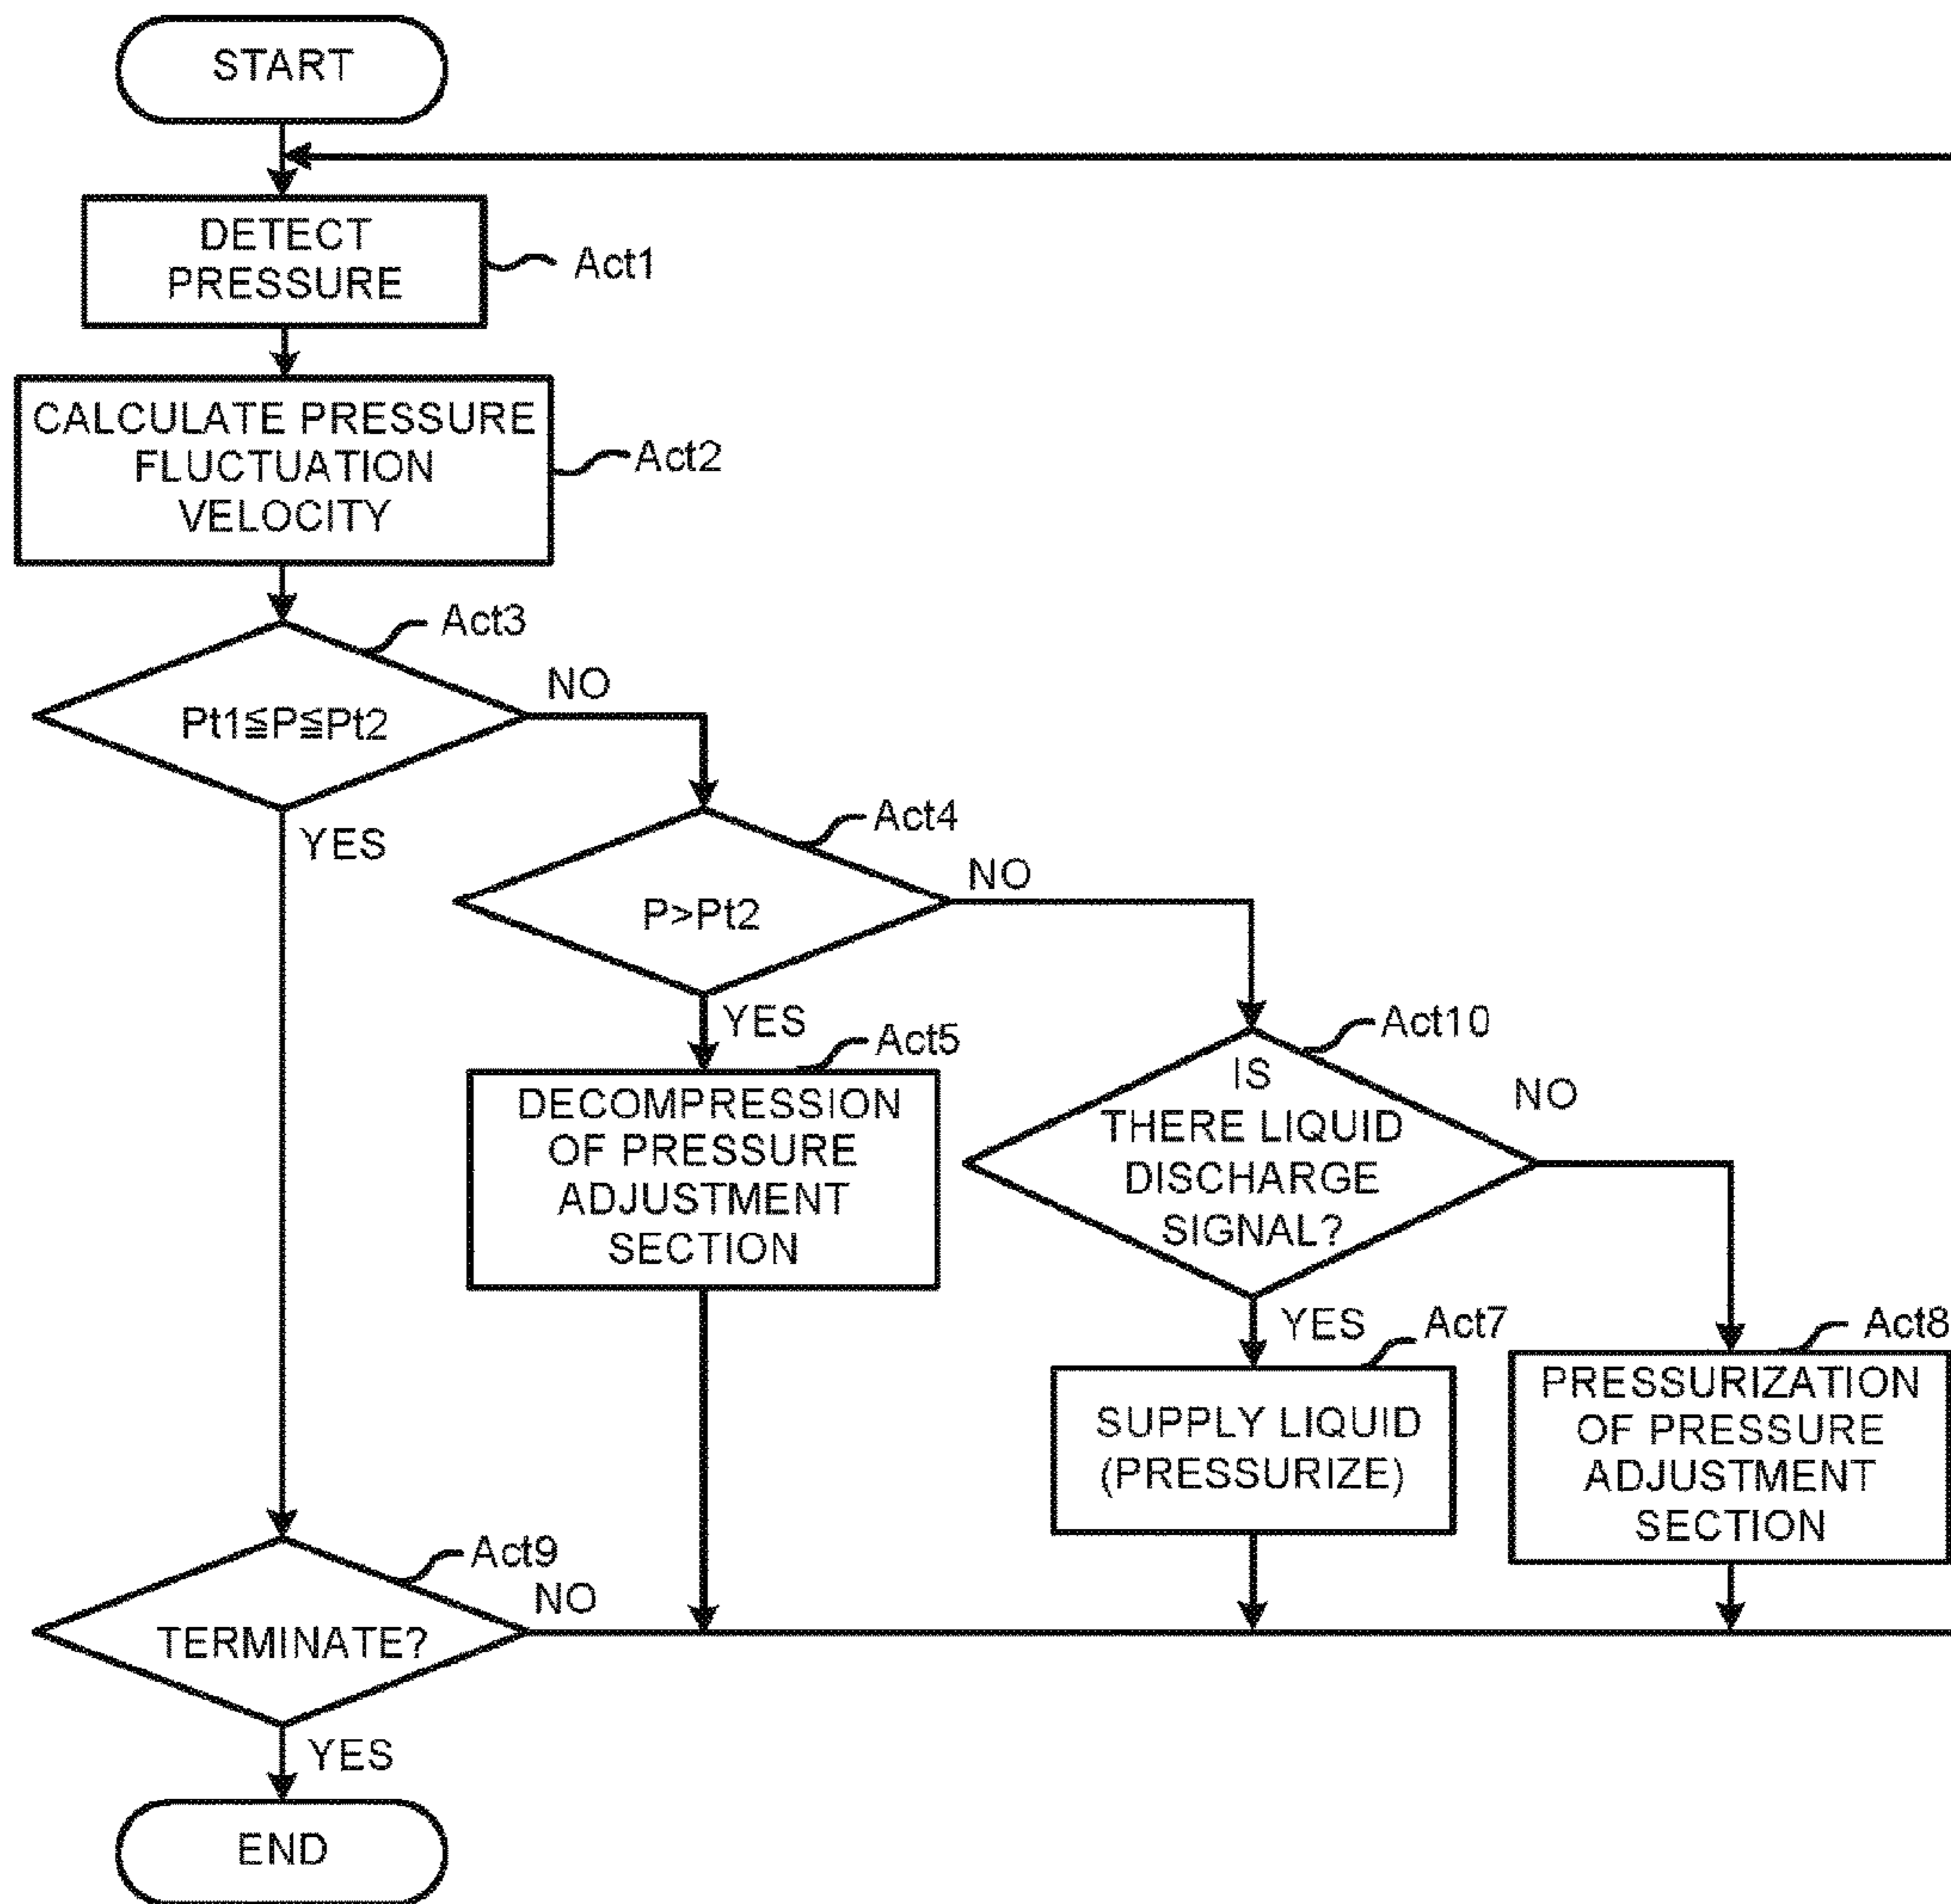 START
DETECT
PRESSURE
Act1
CALCULATE PRESSURE
FLUCTUATION
VELOCITY
Act2
Act3
Pt1≦P≦Pt2
NO
YES
Act4
P>Pt2
NO
YES
Act5
DECOMPRESSION
OF PRESSURE
ADJUSTMENT
SECTION
Act10
IS
THERE LIQUID
DISCHARGE
SIGNAL?
NO
YES
Act7
SUPPLY LIQUID
(PRESSURIZE)
Act8
PRESSURIZATION
OF PRESSURE
ADJUSTMENT
SECTION
Act9
TERMINATE?
NO
YES
END